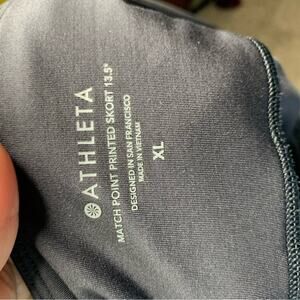 ATHLETA
MATCH POINT PRINTED SKORT 13.5"
DESIGNED IN SAN FRANCISCO
MADE IN VIETNAM
XL